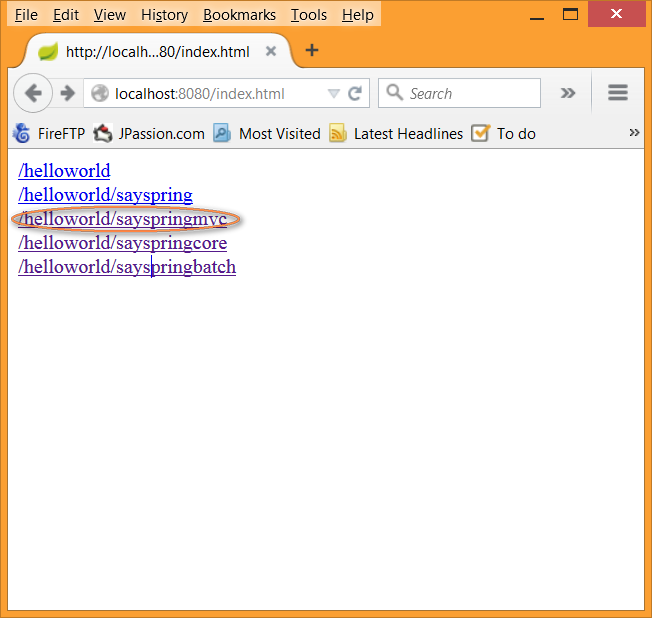 File Edit View History Bookmarks Tools Help
http://localh...80/index.html
localhost:8080/index.html Search
FireFTP JPassion.com Most Visited Latest Headlines To do
/helloworld
/helloworld/sayspring
/helloworld/sayspringmvc
/helloworld/sayspringcore
/helloworld/sayspringbatch